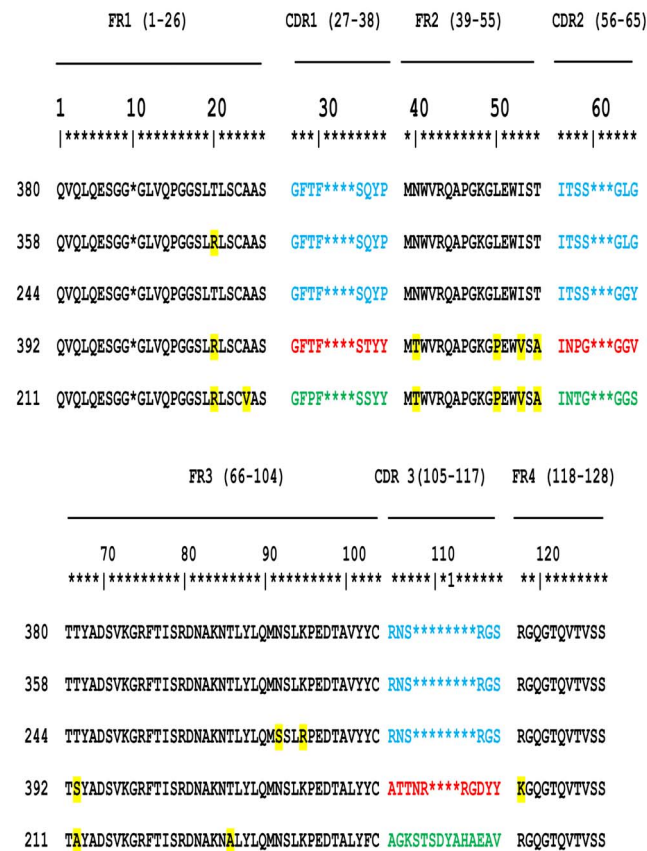 FR1 (1-26) CDR1 (27-38) FR2 (39-55) CDR2 (56-65)
1 10 20 30 40 50 60
|********|*********|****** ***|******** *|*********|**** ****|*****
380 QVQLQESGG*GLVQPGGSLTLSCAAS GFTF****SQYP MNWVRQAPGKGLEWIST ITSS***GLG
358 QVQLQESGG*GLVQPGGSLRLSCAAS GFTF****SQYP MNWVRQAPGKGLEWIST ITSS***GLG
244 QVQLQESGG*GLVQPGGSLTLSCAAS GFTF****SQYP MNWVRQAPGKGLEWIST ITSS***GGY
392 QVQLQESGG*GLVQPGGSLRLSCAAS GFTF****STYY MTWVRQAPGKGPEWVSA INPG***GGV
211 QVQLQESGG*GLVQPGGSLRLSCVAS GFPF****SSYY MTWVRQAPGKGPEWVSA INTG***GGS
FR3 (66-104) CDR 3(105-117) FR4 (118-128)
70 80 90 100 110 120
****|*********|*********|*********|**** *****|*1****** **|********
380 TTYADSVKGRFTISRDNAKNTLYLQMNSLKPEDTAVYYC RNS********RGS RGQGTQVTVSS
358 TTYADSVKGRFTISRDNAKNTLYLQMNSLKPEDTAVYYC RNS********RGS RGQGTQVTVSS
244 TTYADSVKGRFTISRDNAKNTLYLQMSSLRPEDTAVYYC RNS********RGS RGQGTQVTVSS
392 TSYADSVKGRFTISRDNAKNTLYLQMNSLKPEDTALYYC ATTNR****RGDYY KGQGTQVTVSS
211 TAYADSVKGRFTISRDNAKNALYLQMNSLKPEDTALYFC AGKSTSDYAHAEAV RGQGTQVTVSS